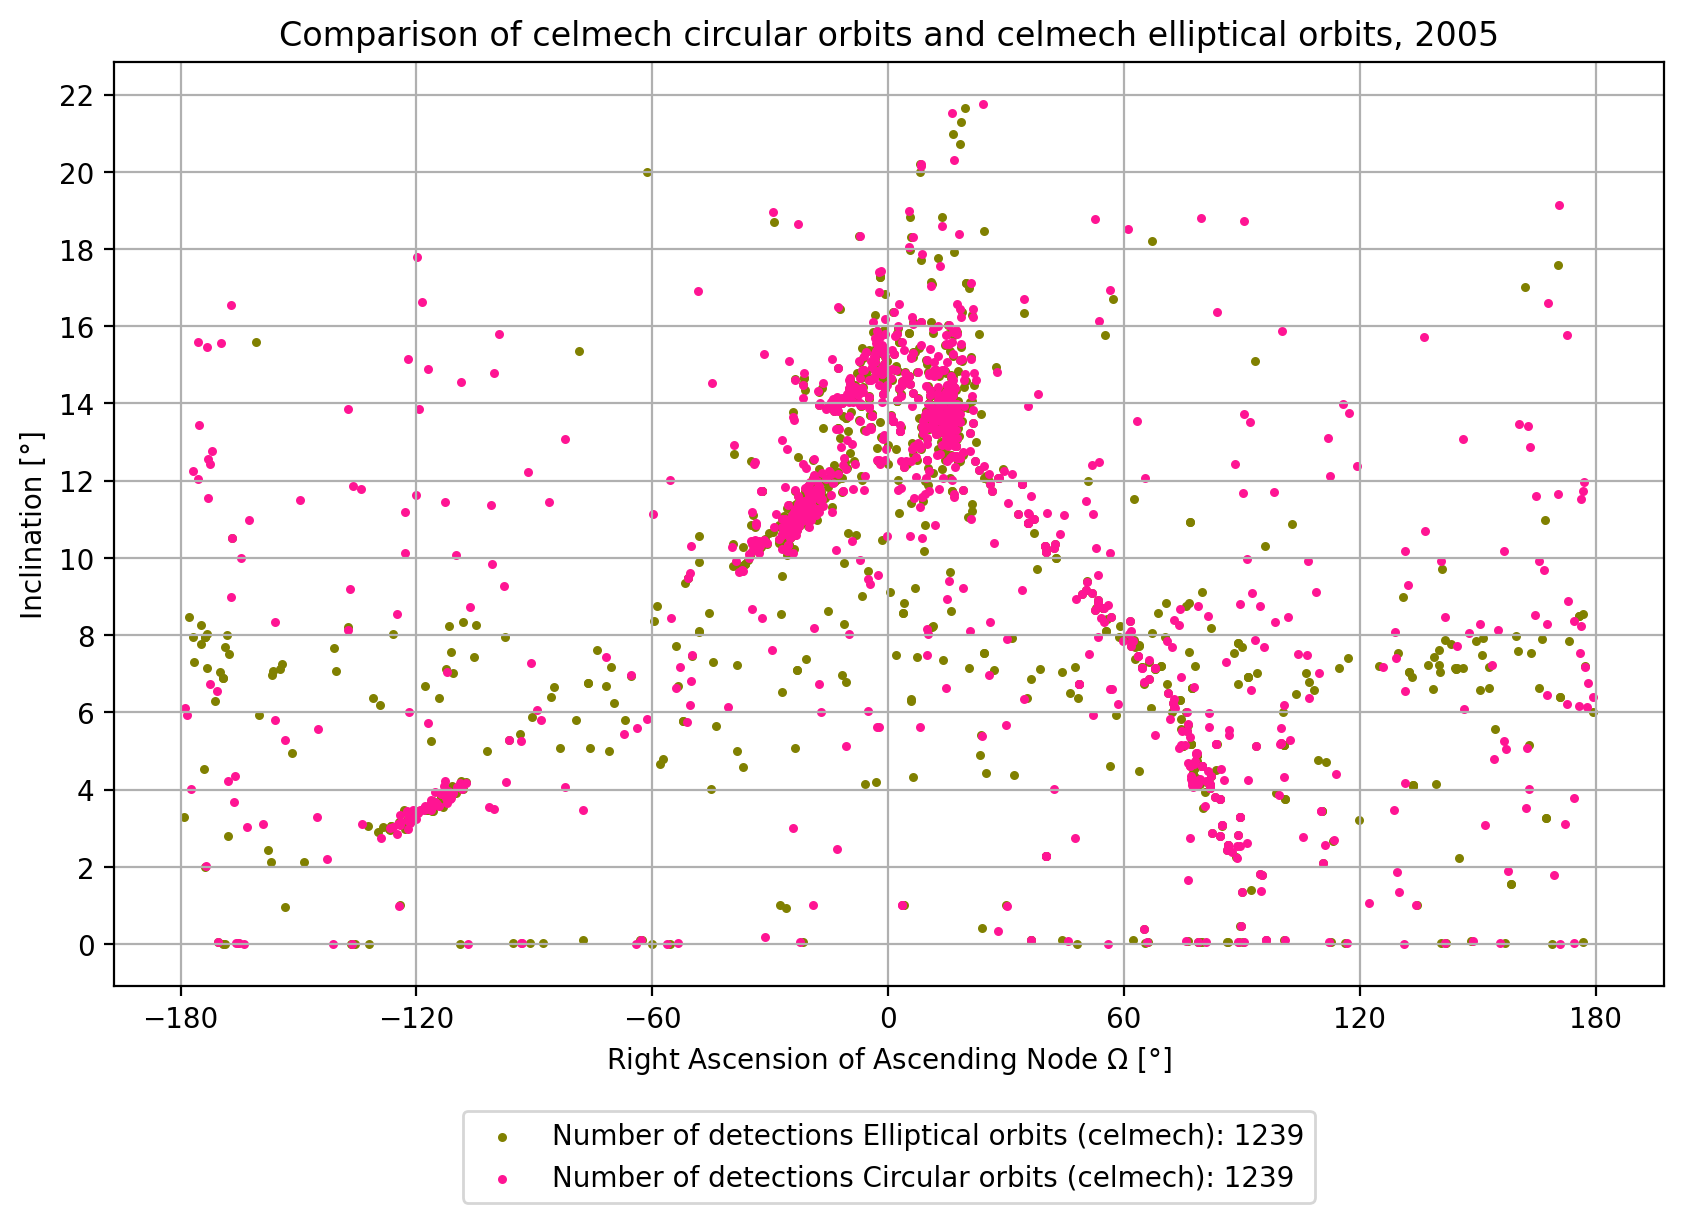 Comparison of celmech circular orbits and celmech elliptical orbits, 2005
22
20
18
16
14
12
10
8
6
4
2
0
Inclination [°]
−180 −120 −60 0 60 120 180
Right Ascension of Ascending Node Ω [°]
Number of detections Elliptical orbits (celmech): 1239
Number of detections Circular orbits (celmech): 1239